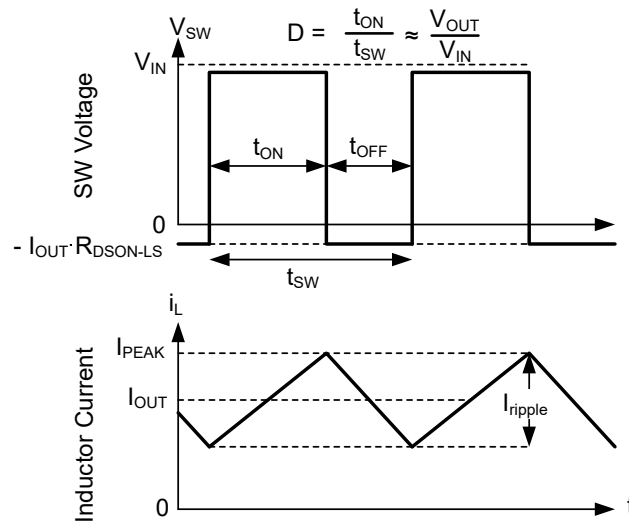 V_SW
D = t_ON / t_SW ≈ V_OUT / V_IN
V_IN
SW Voltage
t_ON
t_OFF
0
- I_OUT·R_DSON-LS
t_SW
i_L
Inductor Current
I_PEAK
I_OUT
I_ripple
0
t